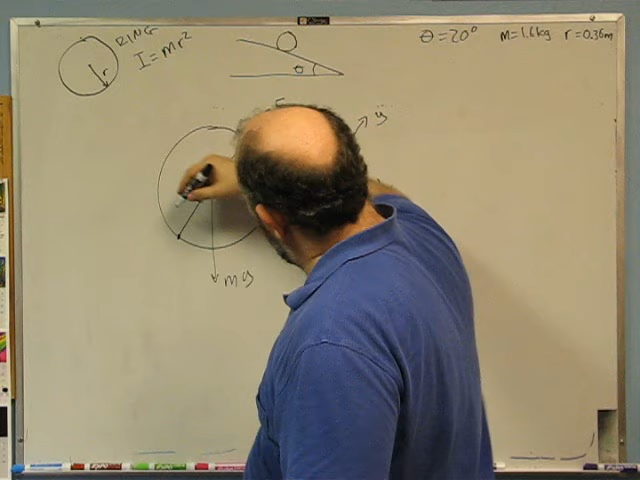 RING
I=mr²
r
θ
θ=20° m=1.6kg r=0.36m
F
y
mg